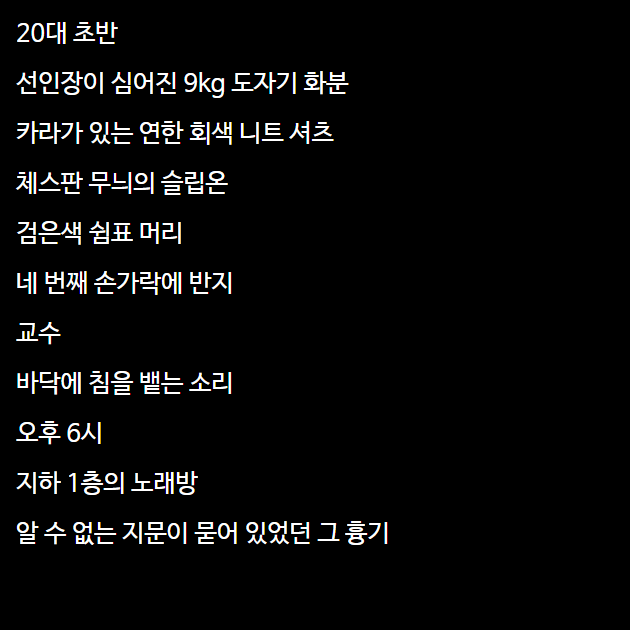 20대 초반
선인장이 심어진 9kg 도자기 화분
카라가 있는 연한 회색 니트 셔츠
체스판 무늬의 슬립온
검은색 쉼표 머리
네 번째 손가락에 반지
교수
바닥에 침을 뱉는 소리
오후 6시
지하 1층의 노래방
알 수 없는 지문이 묻어 있었던 그 흉기